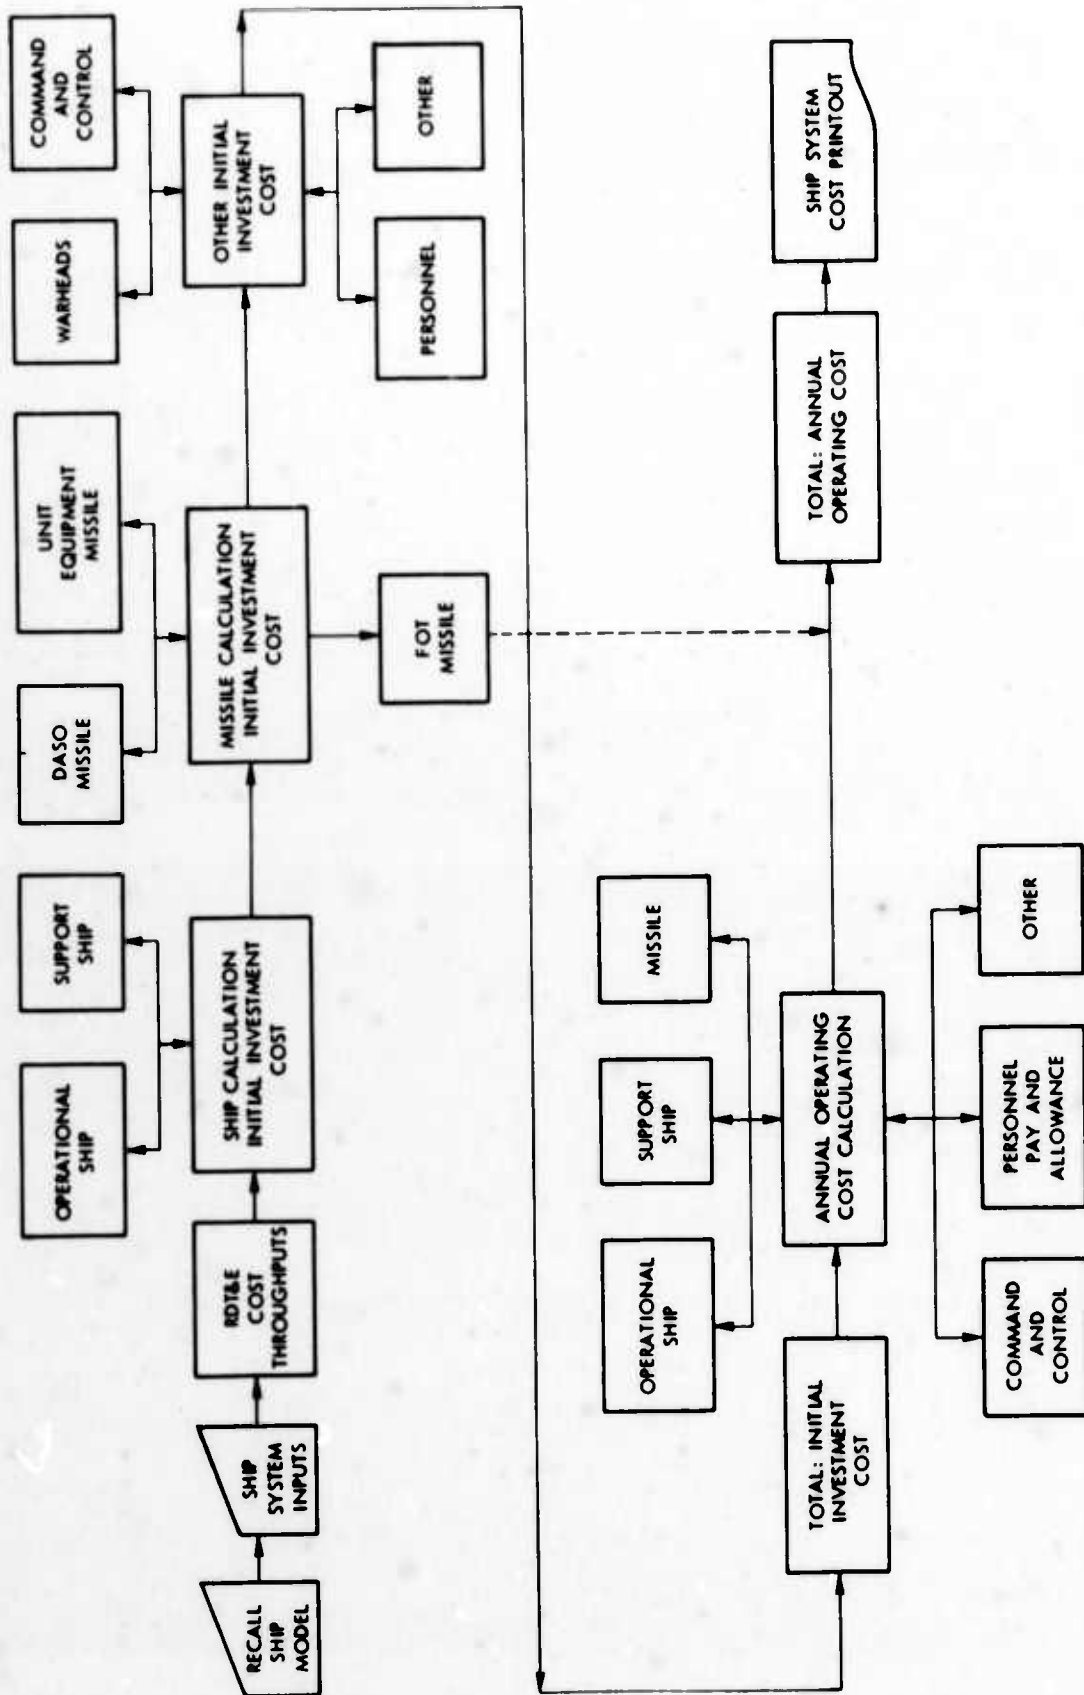 RECALL
SHIP
MODEL
SHIP
SYSTEM
INPUTS
RDT&E
COST
THROUGHPUTS
OPERATIONAL
SHIP
SUPPORT
SHIP
SHIP CALCULATION
INITIAL INVESTMENT
COST
DASO
MISSILE
UNIT
EQUIPMENT
MISSILE
MISSILE CALCULATION
INITIAL INVESTMENT
COST
FOT
MISSILE
WARHEADS
COMMAND
AND
CONTROL
OTHER INITIAL
INVESTMENT
COST
PERSONNEL
OTHER
TOTAL: INITIAL
INVESTMENT
COST
OPERATIONAL
SHIP
SUPPORT
SHIP
MISSILE
ANNUAL OPERATING
COST CALCULATION
COMMAND
AND
CONTROL
PERSONNEL
PAY AND
ALLOWANCE
OTHER
TOTAL: ANNUAL
OPERATING COST
SHIP SYSTEM
COST PRINTOUT